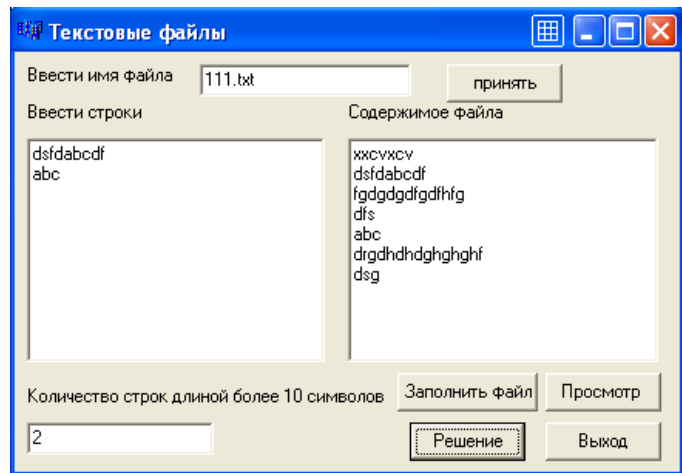 Текстовые файлы
Ввести имя файла 111.txt принять
Ввести строки Содержимое файла
dsfdabcdf
abc
xxcvxcv
dsfdabcdf
fgdgdgdfgdfhfg
dfs
abc
drgdhdhdghghghf
dsg
Количество строк длиной более 10 символов Заполнить файл Просмотр
2 Решение Выход